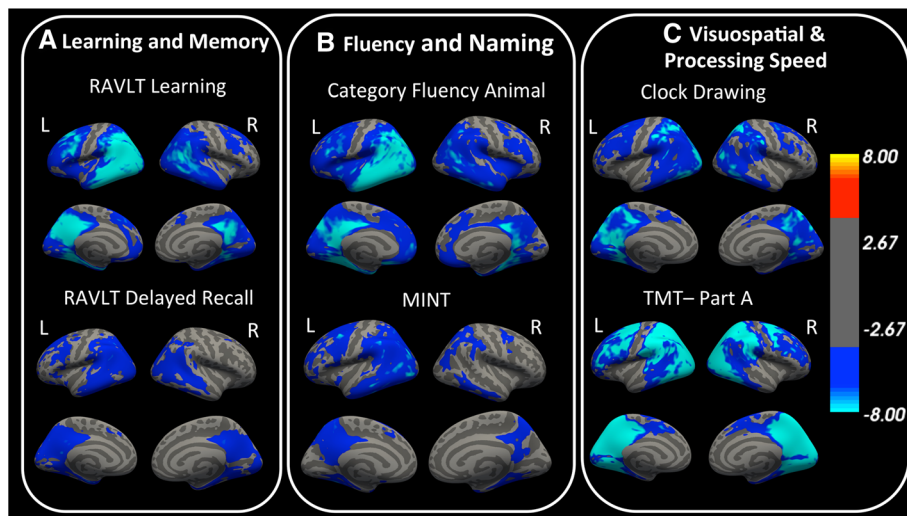 A Learning and Memory
RAVLT Learning
L
R
RAVLT Delayed Recall
L
R
B Fluency and Naming
Category Fluency Animal
L
R
MINT
L
R
C Visuospatial &
Processing Speed
Clock Drawing
L
R
TMT– Part A
L
R
8.00
2.67
-2.67
-8.00